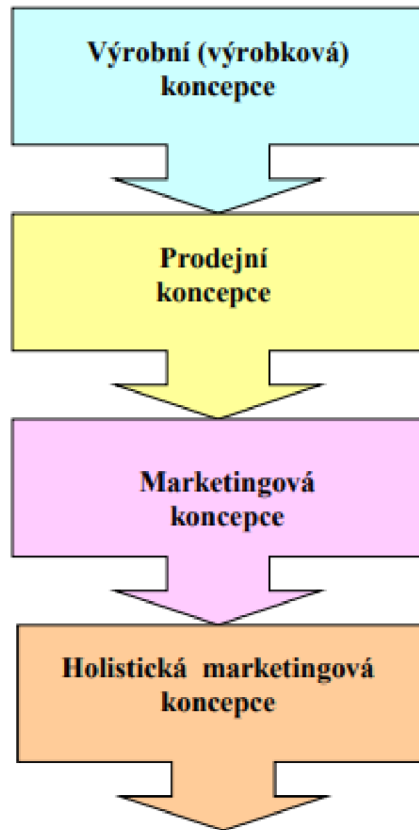 Výrobní (výrobková)
koncepce
Prodejní
koncepce
Marketingová
koncepce
Holistická marketingová
koncepce